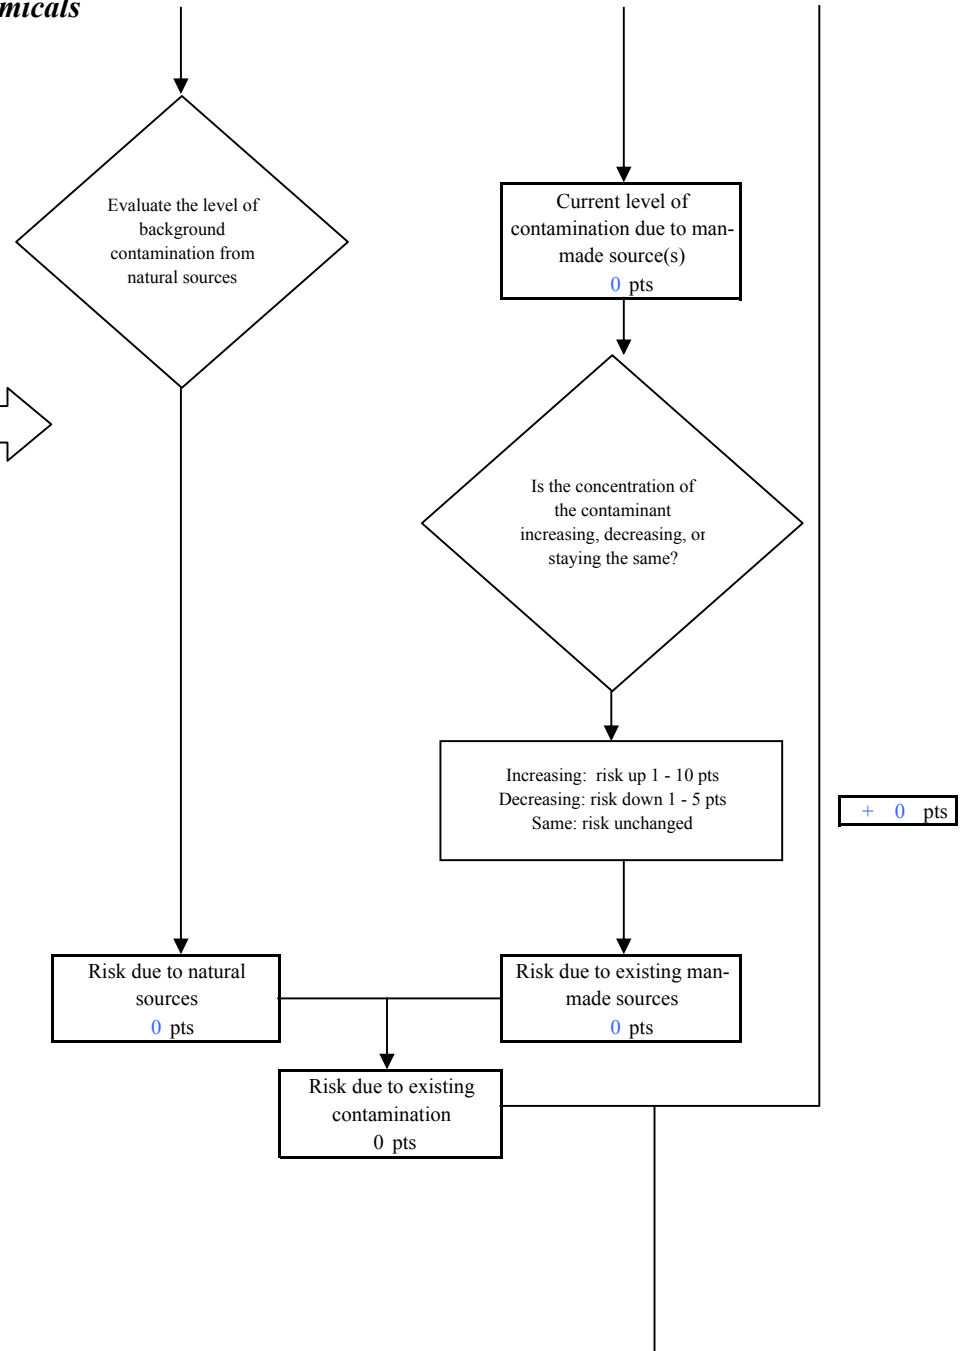 micals
Evaluate the level of
background
contamination from
natural sources
Current level of
contamination due to man-
made source(s)
0 pts
Is the concentration of
the contaminant
increasing, decreasing, or
staying the same?
Increasing: risk up 1 - 10 pts
Decreasing: risk down 1 - 5 pts
Same: risk unchanged
+ 0 pts
Risk due to natural
sources
0 pts
Risk due to existing man-
made sources
0 pts
Risk due to existing
contamination
0 pts